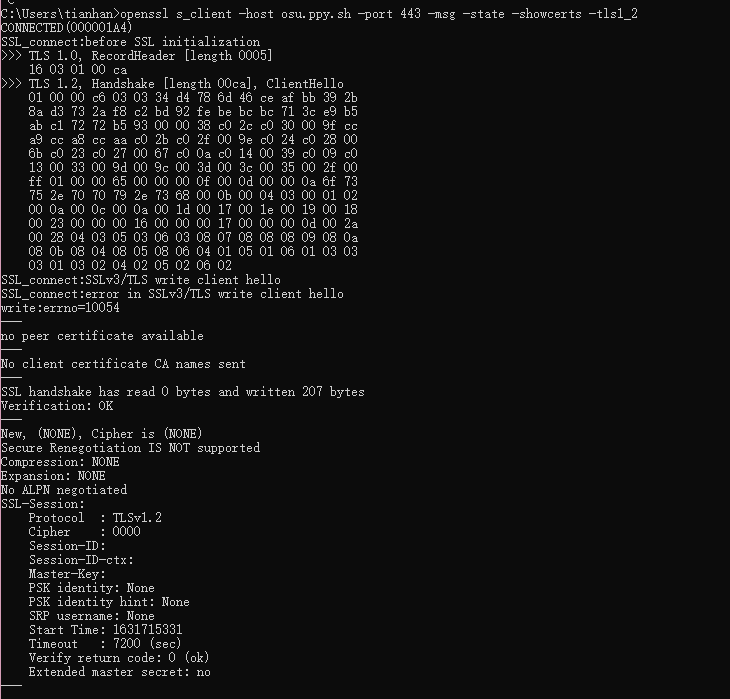 C:\Users\tianhan>openssl s_client -host osu.ppy.sh -port 443 -msg -state -showcerts -tls1_2
CONNECTED(000001A4)
SSL_connect:before SSL initialization
>>> TLS 1.0, RecordHeader [length 0005]
    16 03 01 00 ca
>>> TLS 1.2, Handshake [length 00ca], ClientHello
    01 00 00 c6 03 03 34 d4 78 6d 46 ce af bb 39 2b
    8a d3 73 2a f8 c2 bd 92 fe be bc bc 71 3c e9 b5
    ab c1 72 72 b5 93 00 00 38 c0 2c c0 30 00 9f cc
    a9 cc a8 cc aa c0 2b c0 2f 00 9e c0 24 c0 28 00
    6b c0 23 c0 27 00 67 c0 0a c0 14 00 39 c0 09 c0
    13 00 33 00 9d 00 9c 00 3d 00 3c 00 35 00 2f 00
    ff 01 00 00 65 00 00 00 0f 00 0d 00 00 0a 6f 73
    75 2e 70 70 79 2e 73 68 00 0b 00 04 03 00 01 02
    00 0a 00 0c 00 0a 00 1d 00 17 00 1e 00 19 00 18
    00 23 00 00 00 16 00 00 00 17 00 00 00 0d 00 2a
    00 28 04 03 05 03 06 03 08 07 08 08 08 09 08 0a
    08 0b 08 04 08 05 08 06 04 01 05 01 06 01 03 03
    03 01 03 02 04 02 05 02 06 02
SSL_connect:SSLv3/TLS write client hello
SSL_connect:error in SSLv3/TLS write client hello
write:errno=10054
---
no peer certificate available
---
No client certificate CA names sent
---
SSL handshake has read 0 bytes and written 207 bytes
Verification: OK
---
New, (NONE), Cipher is (NONE)
Secure Renegotiation IS NOT supported
Compression: NONE
Expansion: NONE
No ALPN negotiated
SSL-Session:
    Protocol  : TLSv1.2
    Cipher    : 0000
    Session-ID:
    Session-ID-ctx:
    Master-Key:
    PSK identity: None
    PSK identity hint: None
    SRP username: None
    Start Time: 1631715331
    Timeout   : 7200 (sec)
    Verify return code: 0 (ok)
    Extended master secret: no
---